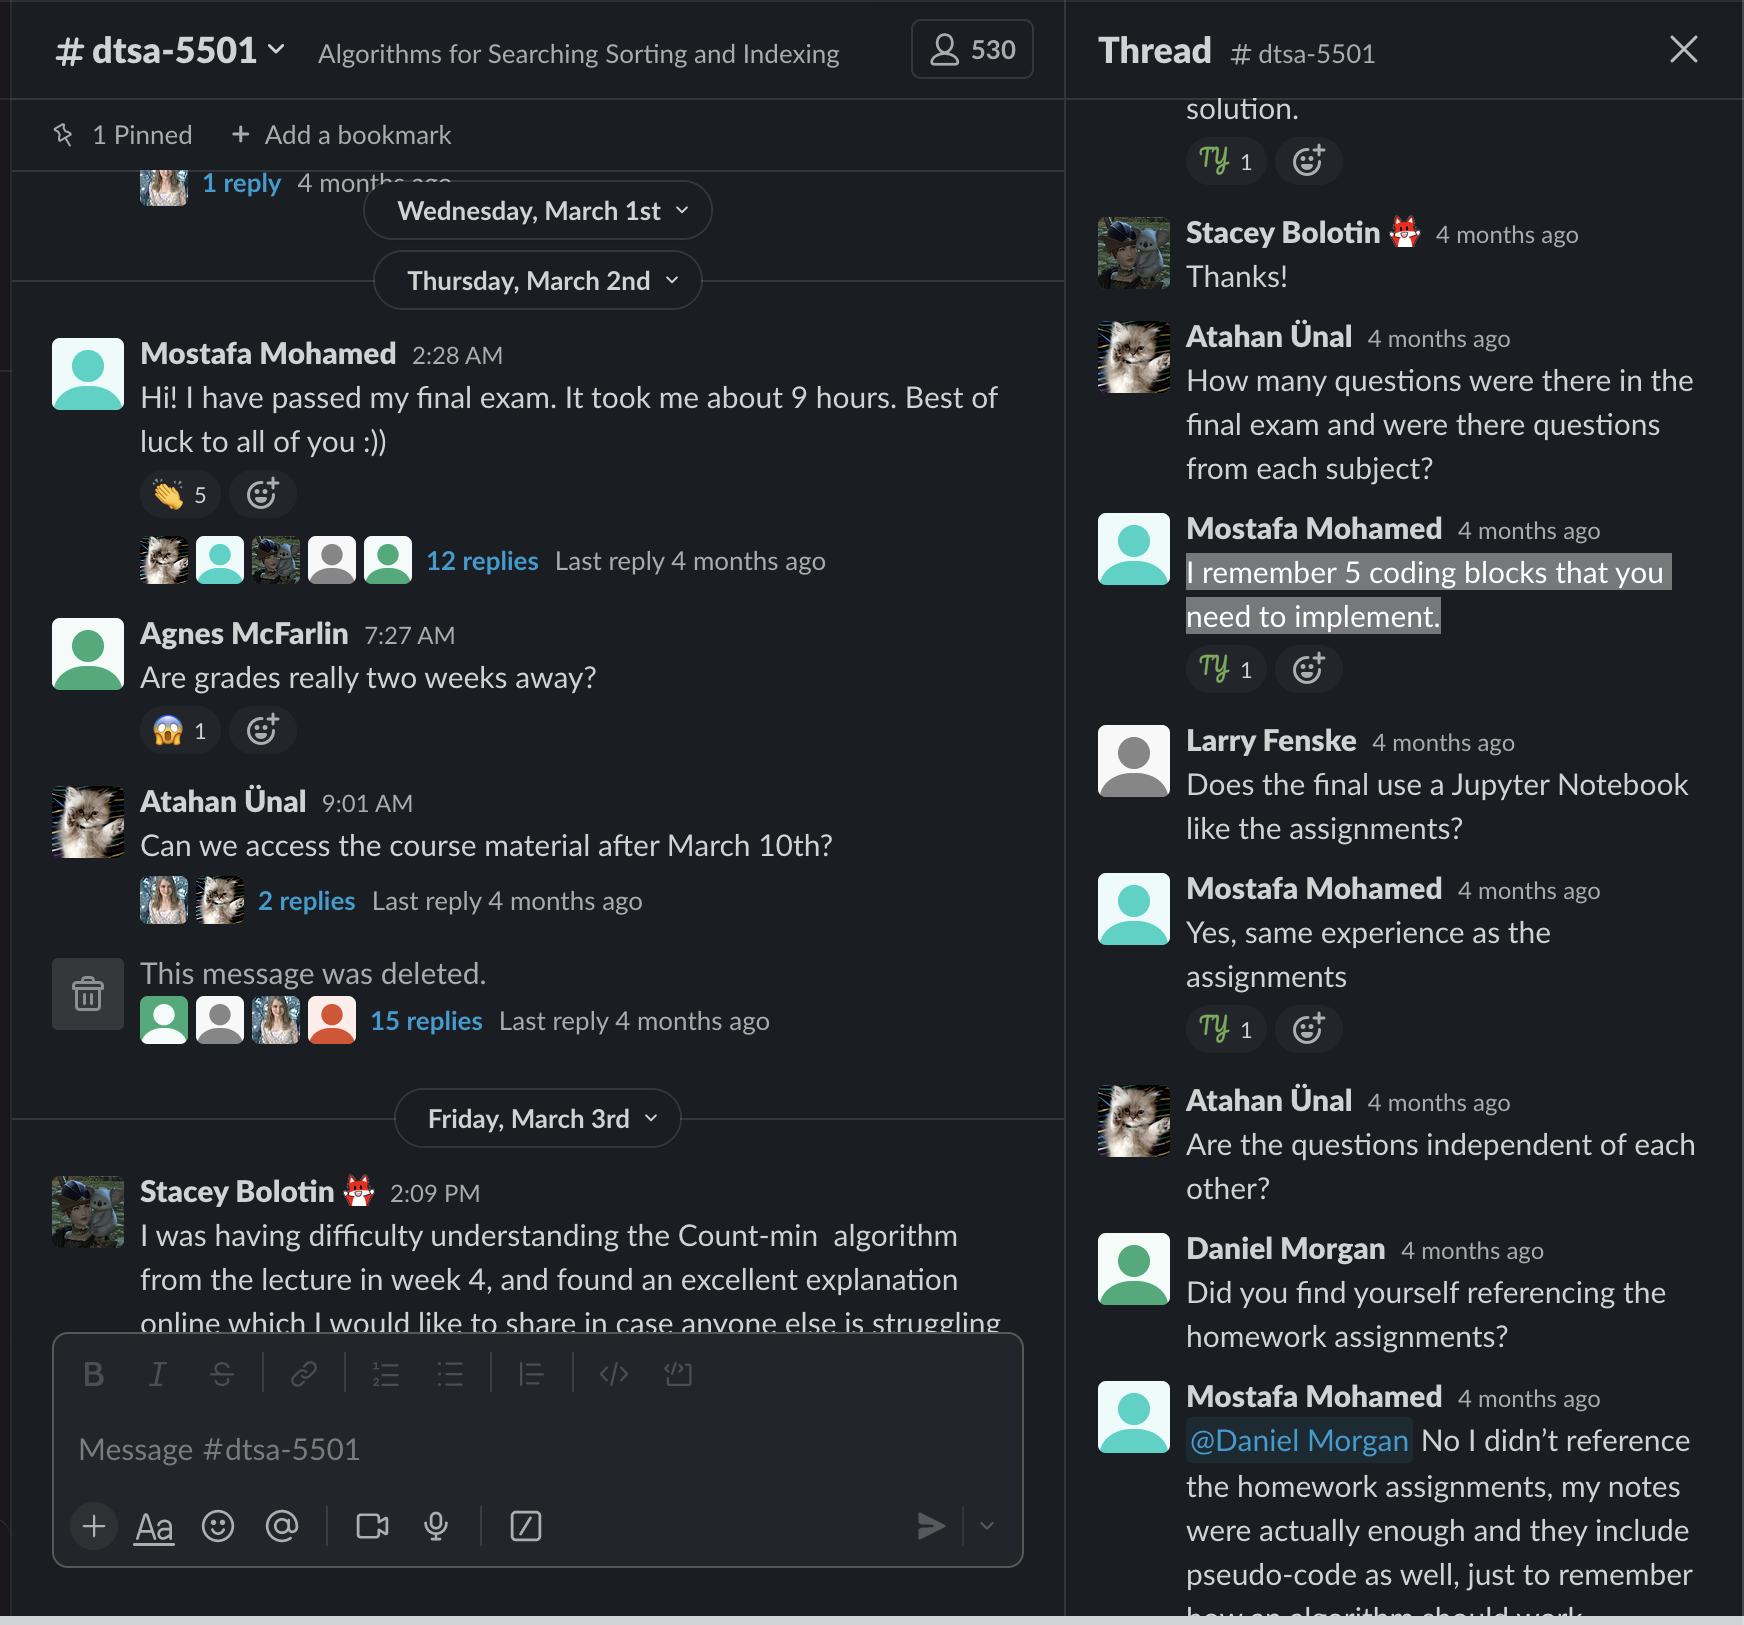 # dtsa-5501
Algorithms for Searching Sorting and Indexing
530
1 Pinned
+ Add a bookmark
1 reply 4 months ago
Wednesday, March 1st
Thursday, March 2nd
Mostafa Mohamed 2:28 AM
Hi! I have passed my final exam. It took me about 9 hours. Best of
luck to all of you :))
5
12 replies Last reply 4 months ago
Agnes McFarlin 7:27 AM
Are grades really two weeks away?
1
Atahan Ünal 9:01 AM
Can we access the course material after March 10th?
2 replies Last reply 4 months ago
This message was deleted.
15 replies Last reply 4 months ago
Friday, March 3rd
Stacey Bolotin 2:09 PM
I was having difficulty understanding the Count-min algorithm
from the lecture in week 4, and found an excellent explanation
online which I would like to share in case anyone else is struggling
B I S
Message #dtsa-5501
Aa
Thread # dtsa-5501
solution.
TY 1
Stacey Bolotin 4 months ago
Thanks!
Atahan Ünal 4 months ago
How many questions were there in the
final exam and were there questions
from each subject?
Mostafa Mohamed 4 months ago
I remember 5 coding blocks that you
need to implement.
TY 1
Larry Fenske 4 months ago
Does the final use a Jupyter Notebook
like the assignments?
Mostafa Mohamed 4 months ago
Yes, same experience as the
assignments
TY 1
Atahan Ünal 4 months ago
Are the questions independent of each
other?
Daniel Morgan 4 months ago
Did you find yourself referencing the
homework assignments?
Mostafa Mohamed 4 months ago
@Daniel Morgan No I didn’t reference
the homework assignments, my notes
were actually enough and they include
pseudo-code as well, just to remember
how an algorithm should work